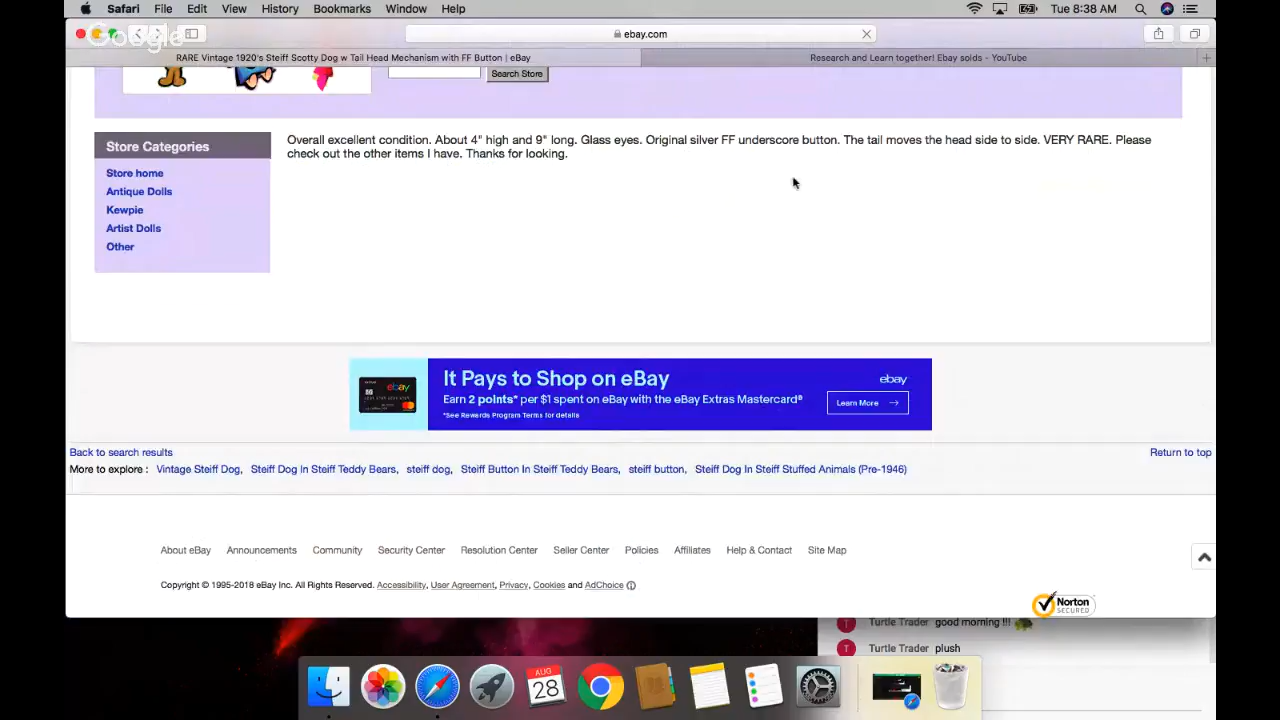 Safari File Edit View History Bookmarks Window Help Tue 8:38 AM
Google
ebay.com
RARE Vintage 1920's Steiff Scotty Dog w Tail Head Mechanism with FF Button | eBay
Research and Learn together! Ebay solds - YouTube
Search Store
Store Categories
Store home
Antique Dolls
Kewpie
Artist Dolls
Other
Overall excellent condition. About 4" high and 9" long. Glass eyes. Original silver FF underscore button. The tail moves the head side to side. VERY RARE. Please
check out the other items I have. Thanks for looking.
ebay
It Pays to Shop on eBay
Earn 2 points* per $1 spent on eBay with the eBay Extras Mastercard®
*See Rewards Program Terms for details
ebay
Learn More
Back to search results
Return to top
More to explore : Vintage Steiff Dog, Steiff Dog In Steiff Teddy Bears, steiff dog, Steiff Button In Steiff Teddy Bears, steiff button, Steiff Dog In Steiff Stuffed Animals (Pre-1946)
About eBay Announcements Community Security Center Resolution Center Seller Center Policies Affiliates Help & Contact Site Map
Copyright © 1995-2018 eBay Inc. All Rights Reserved. Accessibility, User Agreement, Privacy, Cookies and AdChoice
Norton
SECURED
T Turtle Trader good morning !!!
T Turtle Trader plush
AUG
28